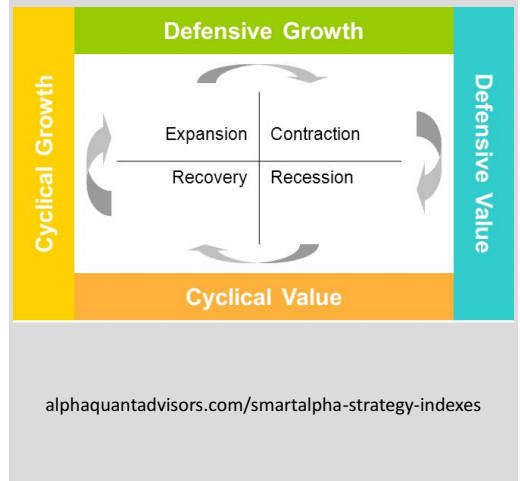 Defensive Growth
Cyclical Growth
Defensive Value
Expansion
Contraction
Recovery
Recession
Cyclical Value
alphaquantadvisors.com/smartalpha-strategy-indexes